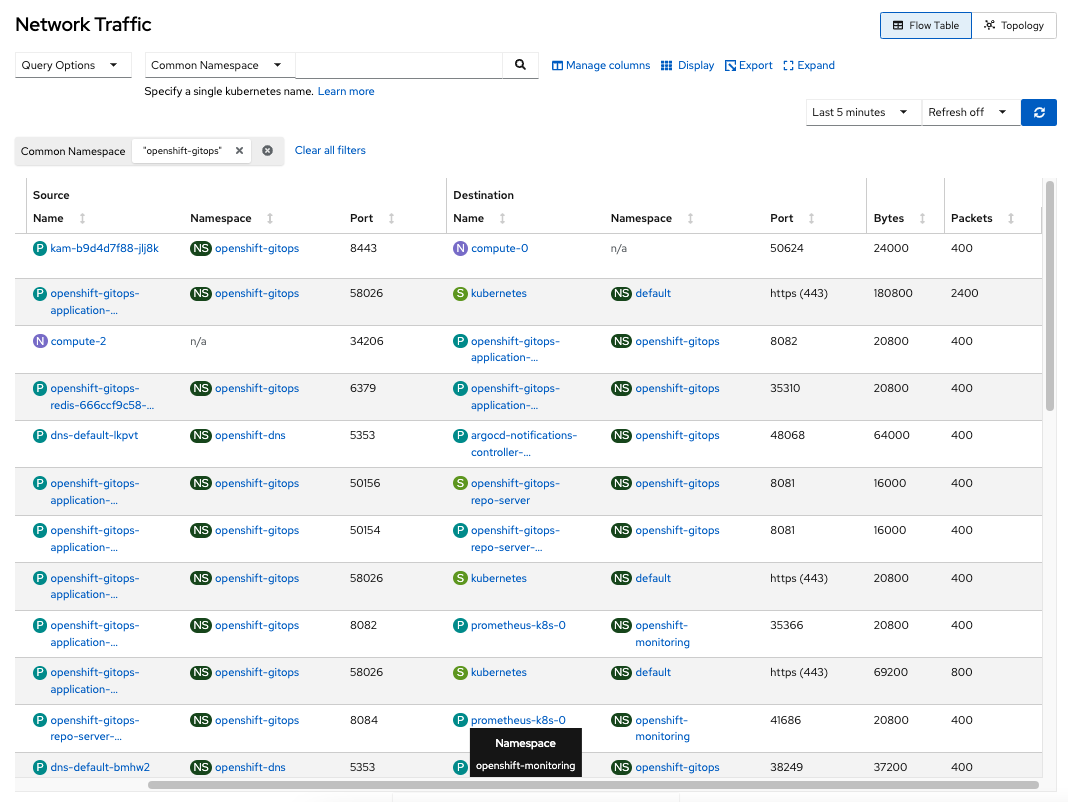 Network Traffic
Flow Table
Topology
Query Options
Common Namespace
Manage columns
Display
Export
Expand
Specify a single kubernetes name. Learn more
Last 5 minutes
Refresh off
Common Namespace
"openshift-gitops"
Clear all filters
Source Destination
Name Namespace Port Name Namespace Port Bytes Packets
P kam-b9d4d7f88-jlj8k NS openshift-gitops 8443 N compute-0 n/a 50624 24000 400
P openshift-gitops- NS openshift-gitops 58026 S kubernetes NS default https (443) 180800 2400
application-...
N compute-2 n/a 34206 P openshift-gitops- NS openshift-gitops 8082 20800 400
application-...
P openshift-gitops- NS openshift-gitops 6379 P openshift-gitops- NS openshift-gitops 35310 20800 400
redis-666ccf9c58-... application-...
P dns-default-lkpvt NS openshift-dns 5353 P argocd-notifications- NS openshift-gitops 48068 64000 400
controller-...
P openshift-gitops- NS openshift-gitops 50156 S openshift-gitops- NS openshift-gitops 8081 16000 400
application-... repo-server
P openshift-gitops- NS openshift-gitops 50154 P openshift-gitops- NS openshift-gitops 8081 16000 400
application-... repo-server-...
P openshift-gitops- NS openshift-gitops 58026 S kubernetes NS default https (443) 20800 400
application-...
P openshift-gitops- NS openshift-gitops 8082 P prometheus-k8s-0 NS openshift- 35366 20800 400
application-... monitoring
P openshift-gitops- NS openshift-gitops 58026 S kubernetes NS default https (443) 69200 800
application-...
P openshift-gitops- NS openshift-gitops 8084 P prometheus-k8s-0 NS openshift- 41686 20800 400
repo-server-... monitoring
Namespace
openshift-monitoring
P dns-default-bmhw2 NS openshift-dns 5353 P NS openshift-gitops 38249 37200 400